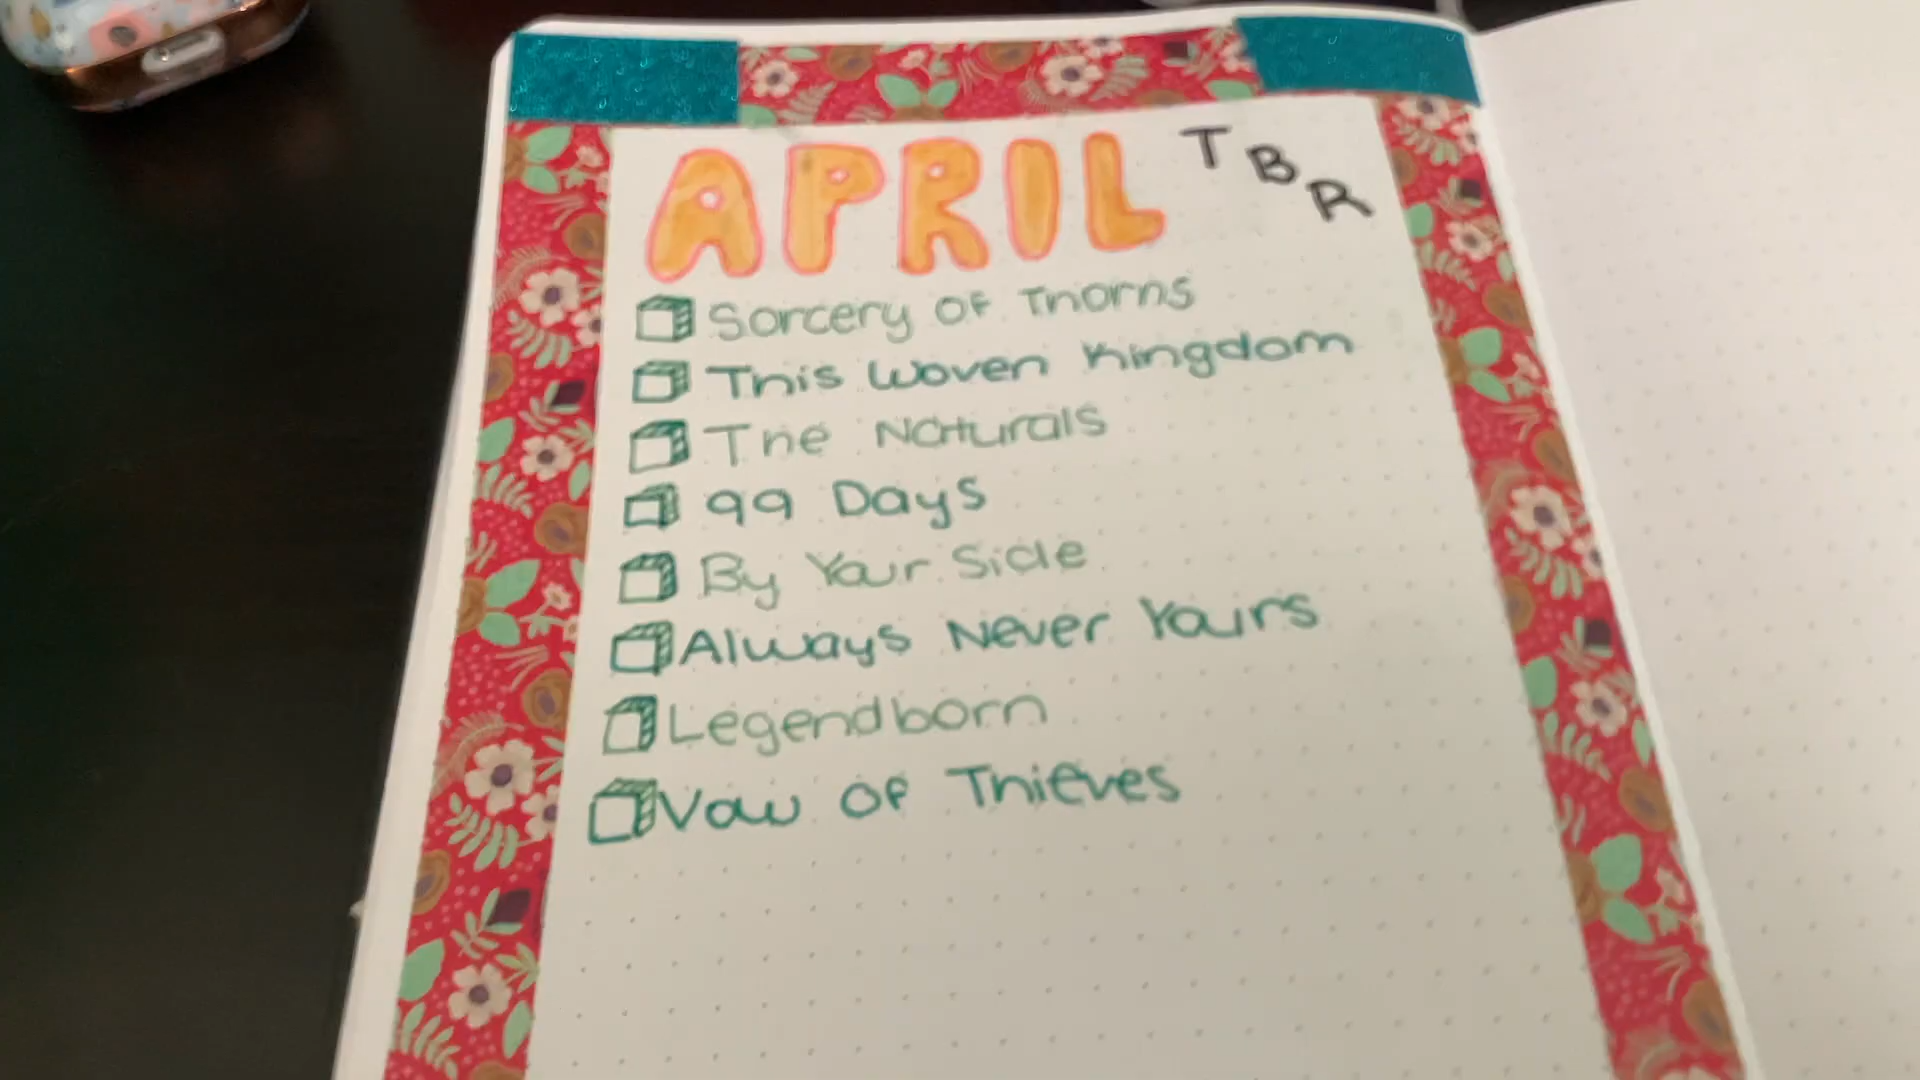 APRIL TBR
Sorcery of Thorns
This Woven Kingdom
The Naturals
99 Days
By Your Side
Always Never Yours
Legendborn
Vow of Thieves